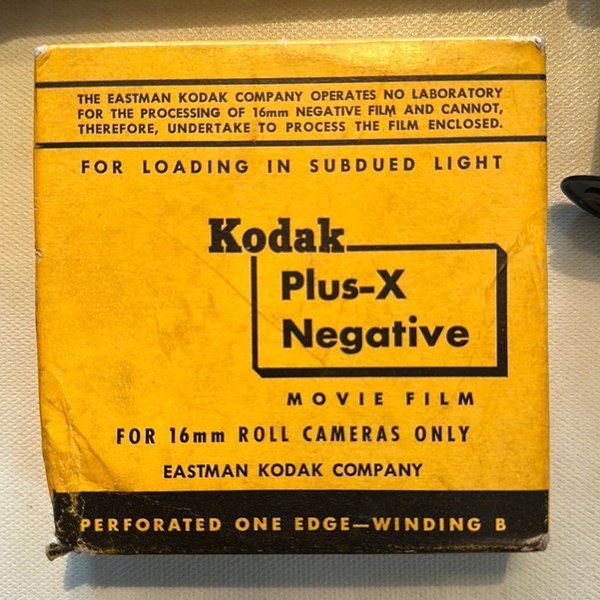 THE EASTMAN KODAK COMPANY OPERATES NO LABORATORY
FOR THE PROCESSING OF 16mm NEGATIVE FILM AND CANNOT,
THEREFORE, UNDERTAKE TO PROCESS THE FILM ENCLOSED.
FOR LOADING IN SUBDUED LIGHT
Kodak
Plus-X
Negative
MOVIE FILM
FOR 16mm ROLL CAMERAS ONLY
EASTMAN KODAK COMPANY
PERFORATED ONE EDGE—WINDING B